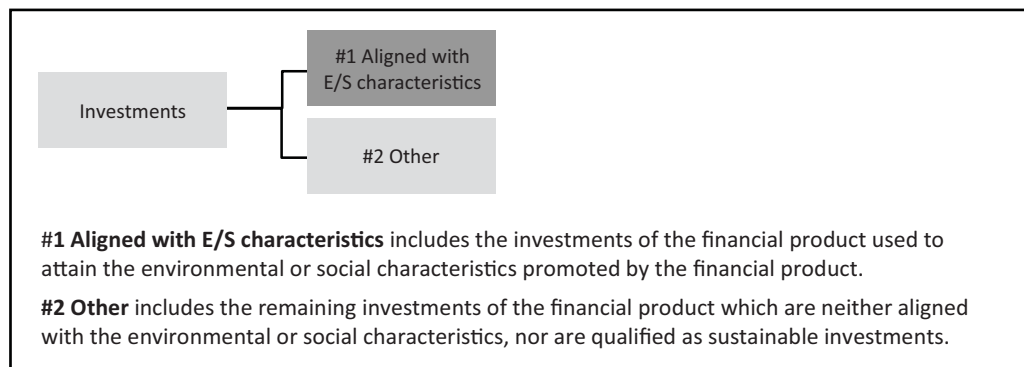 #1 Aligned with
E/S characteristics
Investments
#2 Other
#1 Aligned with E/S characteristics includes the investments of the financial product used to
attain the environmental or social characteristics promoted by the financial product.
#2 Other includes the remaining investments of the financial product which are neither aligned
with the environmental or social characteristics, nor are qualified as sustainable investments.